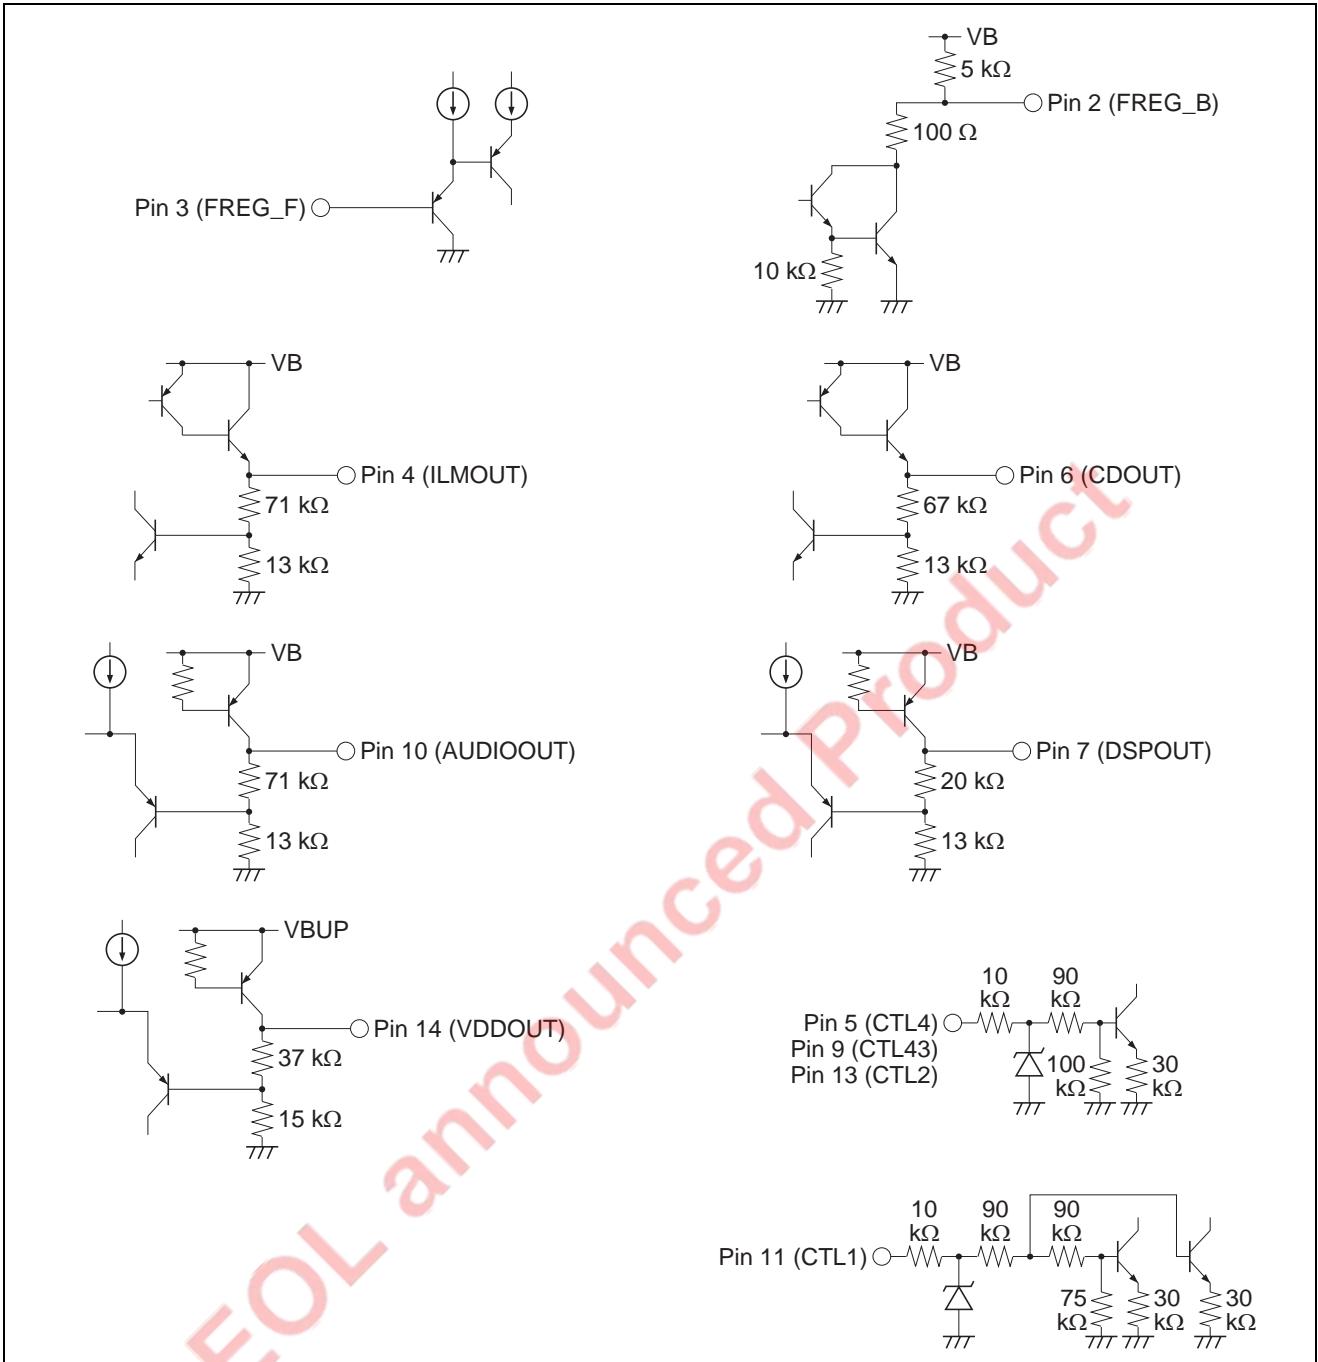 VB
5 kΩ
Pin 2 (FREG_B)
100 Ω
10 kΩ
Pin 3 (FREG_F)
VB
Pin 4 (ILMOUT)
71 kΩ
13 kΩ
VB
Pin 6 (CDOUT)
67 kΩ
13 kΩ
VB
Pin 10 (AUDIOOUT)
71 kΩ
13 kΩ
VB
Pin 7 (DSPOUT)
20 kΩ
13 kΩ
VBUP
Pin 14 (VDDOUT)
37 kΩ
15 kΩ
10 kΩ
90 kΩ
Pin 5 (CTL4)
Pin 9 (CTL43)
Pin 13 (CTL2)
100 kΩ
30 kΩ
10 kΩ
90 kΩ
90 kΩ
Pin 11 (CTL1)
75 kΩ
30 kΩ
30 kΩ
EOL announced Product